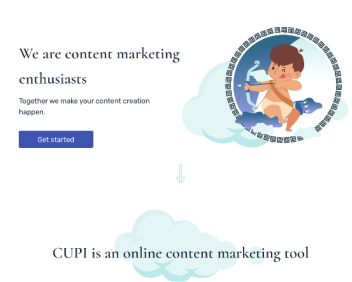 We are content marketing
enthusiasts
Together we make your content creation
happen.
Get started
CUPI is an online content marketing tool